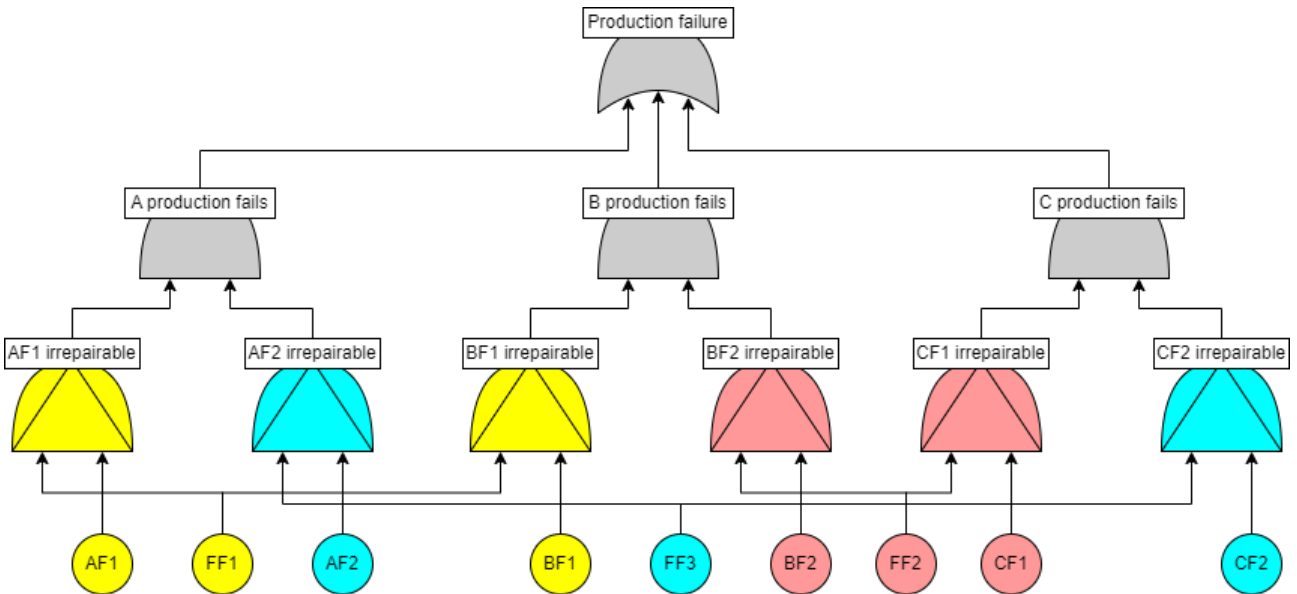 Production failure
A production fails
B production fails
C production fails
AF1 irrepairable
AF2 irrepairable
BF1 irrepairable
BF2 irrepairable
CF1 irrepairable
CF2 irrepairable
AF1
FF1
AF2
BF1
FF3
BF2
FF2
CF1
CF2